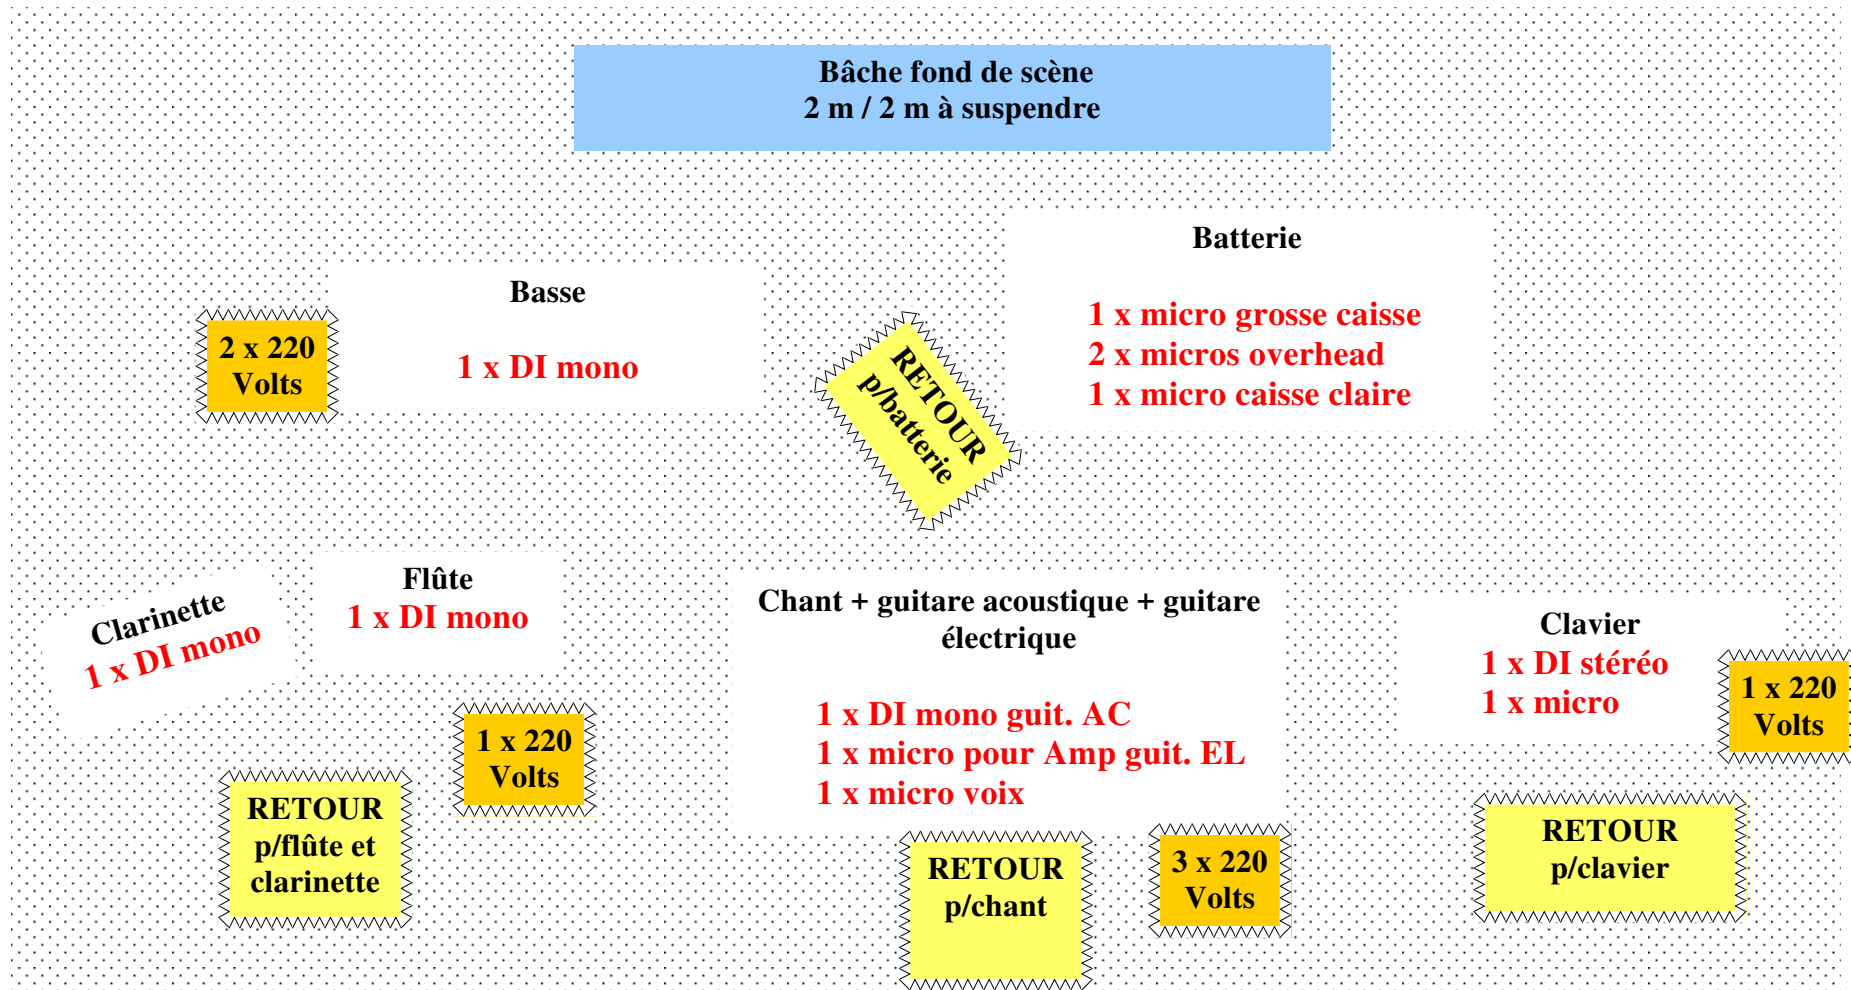 Bâche fond de scène
2 m / 2 m à suspendre
Batterie
1 x micro grosse caisse
2 x micros overhead
1 x micro caisse claire
Basse
1 x DI mono
2 x 220
Volts
RETOUR
p/batterie
Clarinette
1 x DI mono
Flûte
1 x DI mono
Chant + guitare acoustique + guitare
électrique
1 x DI mono guit. AC
1 x micro pour Amp guit. EL
1 x micro voix
Clavier
1 x DI stéréo
1 x micro
1 x 220
Volts
1 x 220
Volts
RETOUR
p/flûte et
clarinette
RETOUR
p/chant
3 x 220
Volts
RETOUR
p/clavier